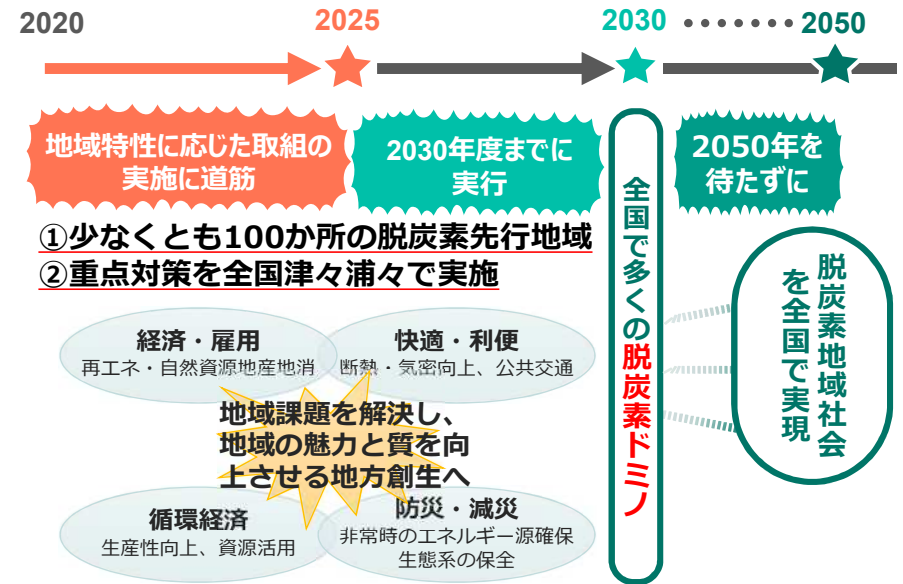 2020
2025
2030 ・・・・・・・ 2050
地域特性に応じた取組の
実施に道筋
2030年度までに
実行
2050年を
待たずに
①少なくとも100か所の脱炭素先行地域
②重点対策を全国津々浦々で実施
経済・雇用
再エネ・自然資源地産地消
快適・利便
断熱・気密向上、公共交通
地域課題を解決し、
地域の魅力と質を向
上させる地方創生へ
循環経済
生産性向上、資源活用
防災・減災
非常時のエネルギー源確保
生態系の保全
全国で多くの脱炭素ドミノ
脱炭素地域社会
を全国で実現